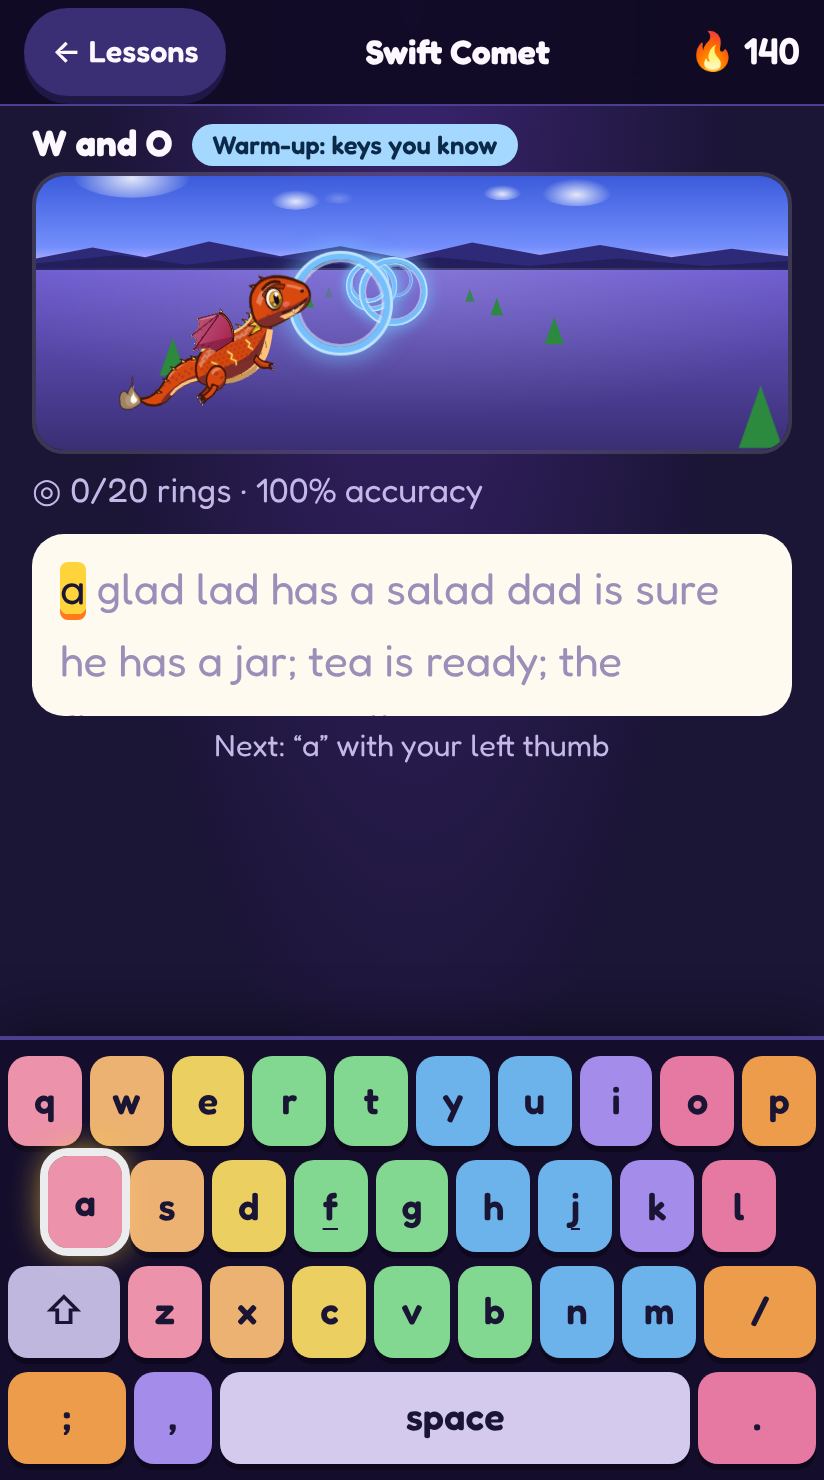 ← Lessons
Swift Comet
🔥 140
W and O
Warm-up: keys you know
◎ 0/20 rings · 100% accuracy
a glad lad has a salad dad is sure
he has a jar; tea is ready; the
Next: “a” with your left thumb
q w e r t y u i o p
a s d f g h j k l
⇧ z x c v b n m /
; , space .